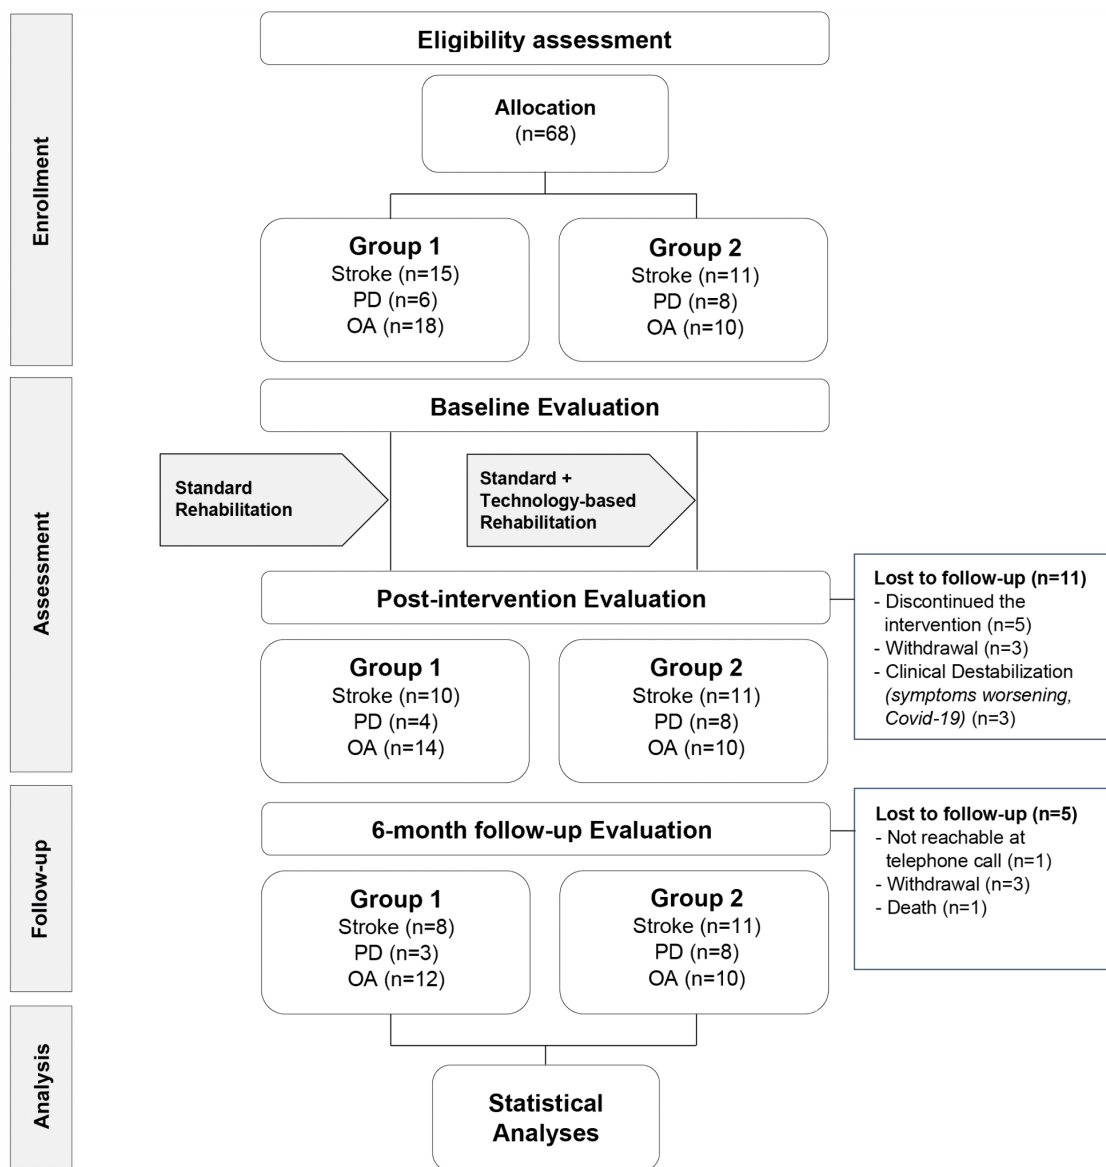 Enrollment
Eligibility assessment
Allocation
(n=68)
Group 1
Stroke (n=15)
PD (n=6)
OA (n=18)
Group 2
Stroke (n=11)
PD (n=8)
OA (n=10)
Assessment
Baseline Evaluation
Standard
Rehabilitation
Standard +
Technology-based
Rehabilitation
Post-intervention Evaluation
Lost to follow-up (n=11)
- Discontinued the
intervention (n=5)
- Withdrawal (n=3)
- Clinical Destabilization
(symptoms worsening,
Covid-19) (n=3)
Group 1
Stroke (n=10)
PD (n=4)
OA (n=14)
Group 2
Stroke (n=11)
PD (n=8)
OA (n=10)
Follow-up
6-month follow-up Evaluation
Lost to follow-up (n=5)
- Not reachable at
telephone call (n=1)
- Withdrawal (n=3)
- Death (n=1)
Group 1
Stroke (n=8)
PD (n=3)
OA (n=12)
Group 2
Stroke (n=11)
PD (n=8)
OA (n=10)
Analysis
Statistical
Analyses